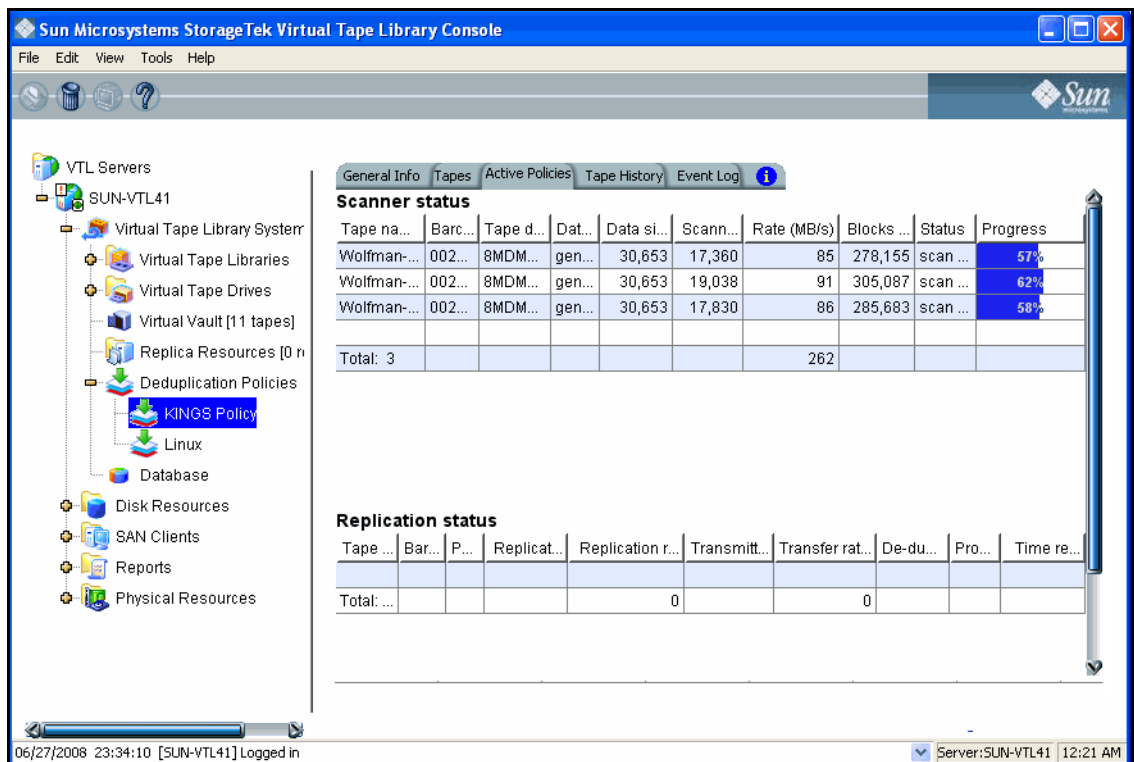 Sun Microsystems StorageTek Virtual Tape Library Console
File Edit View Tools Help
Sun
microsystems
VTL Servers
SUN-VTL41
Virtual Tape Library System
Virtual Tape Libraries
Virtual Tape Drives
Virtual Vault [11 tapes]
Replica Resources [0 r
Deduplication Policies
KINGS Policy
Linux
Database
Disk Resources
SAN Clients
Reports
Physical Resources
General Info Tapes Active Policies Tape History Event Log i
Scanner status
Tape na... Barc... Tape d... Dat... Data si... Scann... Rate (MB/s) Blocks ... Status Progress
Wolfman-... 002... 8MDM... gen... 30,653 17,360 85 278,155 scan ... 57%
Wolfman-... 002... 8MDM... gen... 30,653 19,038 91 305,087 scan ... 62%
Wolfman-... 002... 8MDM... gen... 30,653 17,830 86 285,683 scan ... 58%
Total: 3 262
Replication status
Tape ... Bar... P... Replicat... Replication r... Transmitt... Transfer rat... De-du... Pro... Time re...
Total: ... 0 0
06/27/2008 23:34:10 [SUN-VTL41] Logged in
Server:SUN-VTL41 12:21 AM